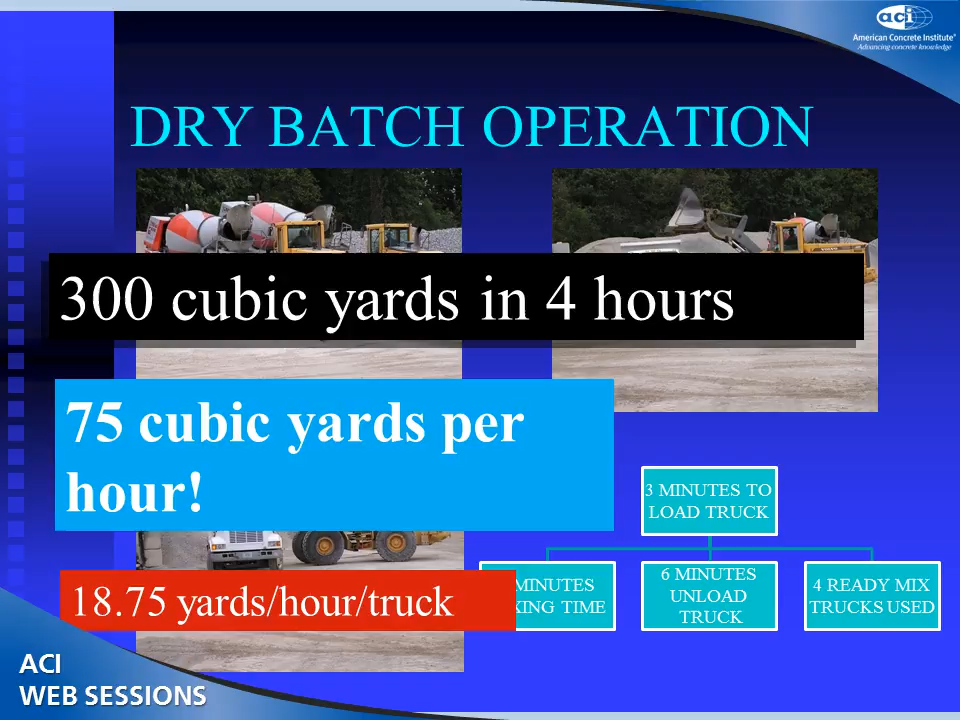 aci
American Concrete Institute®
Advancing concrete knowledge
DRY BATCH OPERATION
300 cubic yards in 4 hours
75 cubic yards per
hour!
3 MINUTES TO
LOAD TRUCK
MINUTES
TIME
6 MINUTES
UNLOAD
TRUCK
4 READY MIX
TRUCKS USED
18.75 yards/hour/truck
ACI
WEB SESSIONS